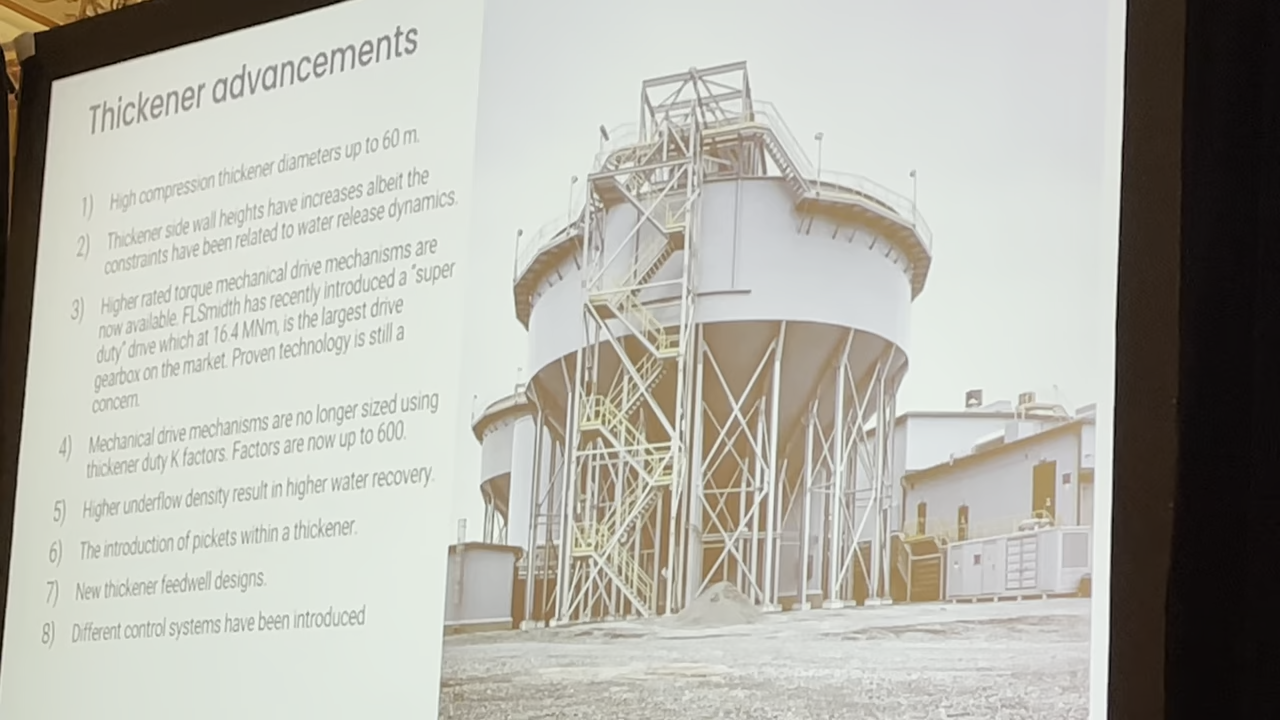 Thickener advancements
1) High compression thickener diameters up to 60 m.
2) Thickener side wall heights have increases albeit the
constraints have been related to water release dynamics.
3) Higher rated torque mechanical drive mechanisms are
now available. FLSmidth has recently introduced a "super
duty" drive which at 16.4 MNm, is the largest drive
gearbox on the market. Proven technology is still a
concern.
4) Mechanical drive mechanisms are no longer sized using
thickener duty K factors. Factors are now up to 600.
5) Higher underflow density result in higher water recovery.
6) The introduction of pickets within a thickener.
7) New thickener feedwell designs.
8) Different control systems have been introduced